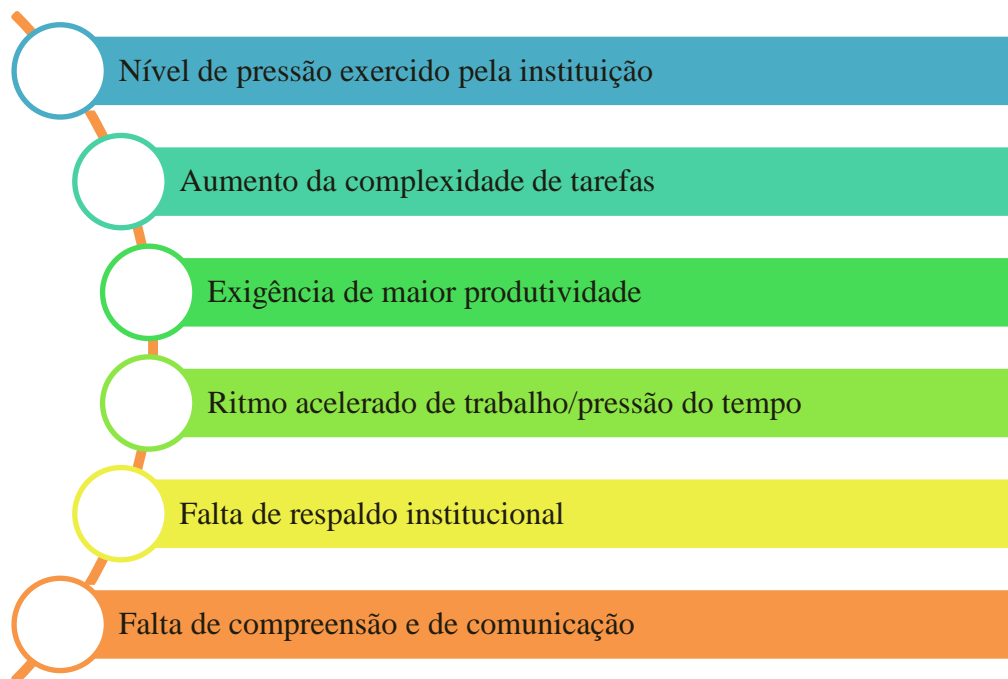 Nível de pressão exercido pela instituição
Aumento da complexidade de tarefas
Exigência de maior produtividade
Ritmo acelerado de trabalho/pressão do tempo
Falta de respaldo institucional
Falta de compreensão e de comunicação